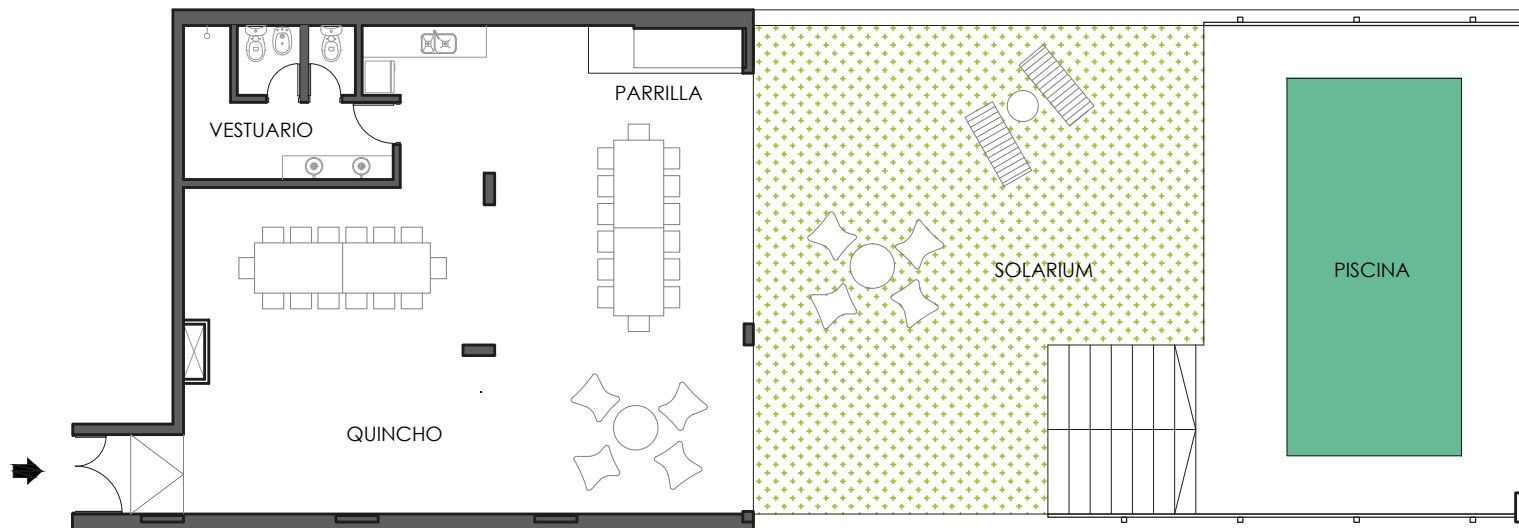 PARRILLA
VESTUARIO
SOLARIUM
PISCINA
QUINCHO